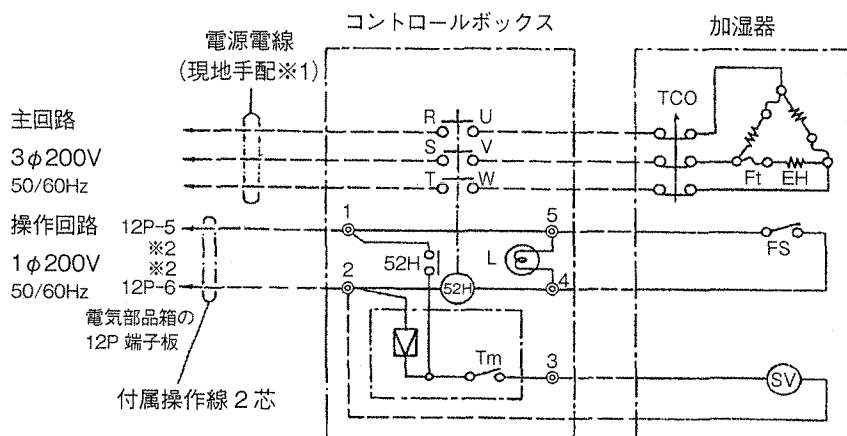 コントロールボックス
加湿器
電源電線
(現地手配※1)
主回路
3φ200V
50/60Hz
R U
S V
T W
TCO
Ft EH
操作回路
1φ200V
50/60Hz
12P-5
※2
※2
12P-6
1
5
2
4
52H
L
52H
FS
電気部品箱の
12P 端子板
付属操作線2芯
Tm
3
SV